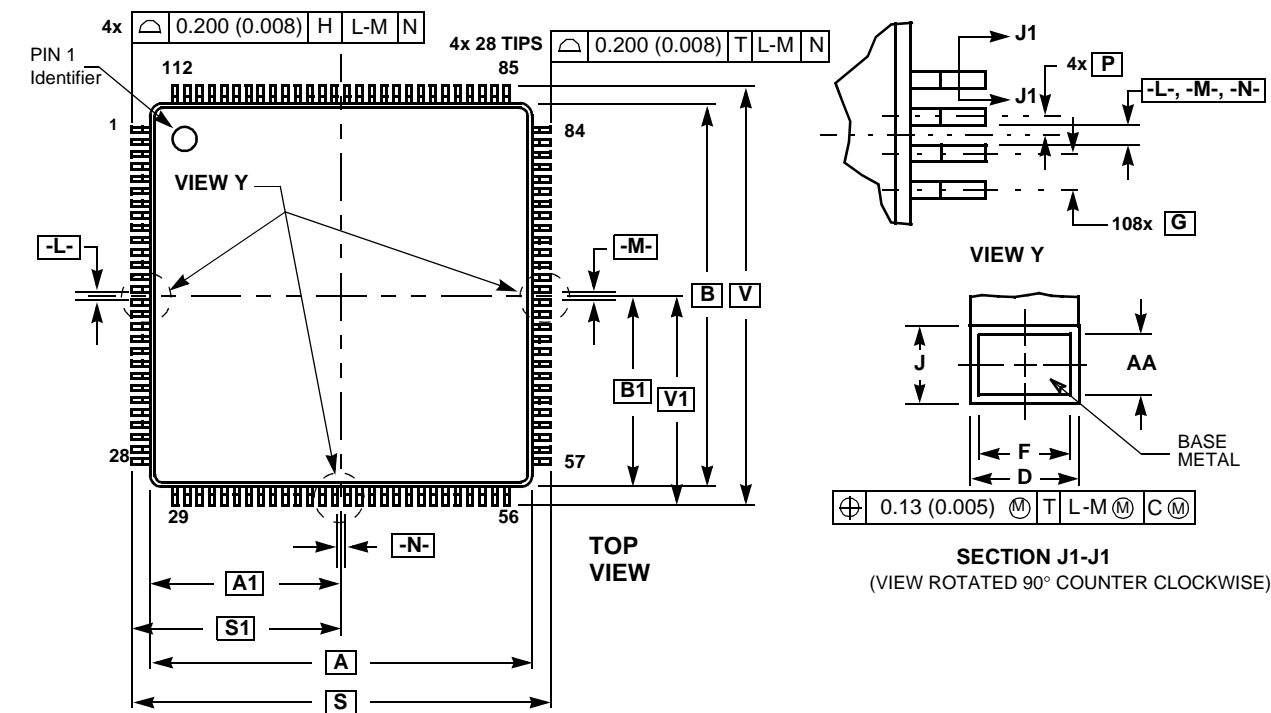 4x 0.200 (0.008) H L-M N
4x 28 TIPS 0.200 (0.008) T L-M N
PIN 1
Identifier
112
85
1
84
VIEW Y
-L-
-M-
B
V
B1
V1
28
57
29
56
-N-
TOP
VIEW
A1
S1
A
S
J1
4x P
J1
-L-, -M-, -N-
108x G
VIEW Y
J
AA
F
BASE
METAL
D
⌖ 0.13 (0.005) Ⓜ T L-M Ⓜ C Ⓜ
SECTION J1-J1
(VIEW ROTATED 90° COUNTER CLOCKWISE)